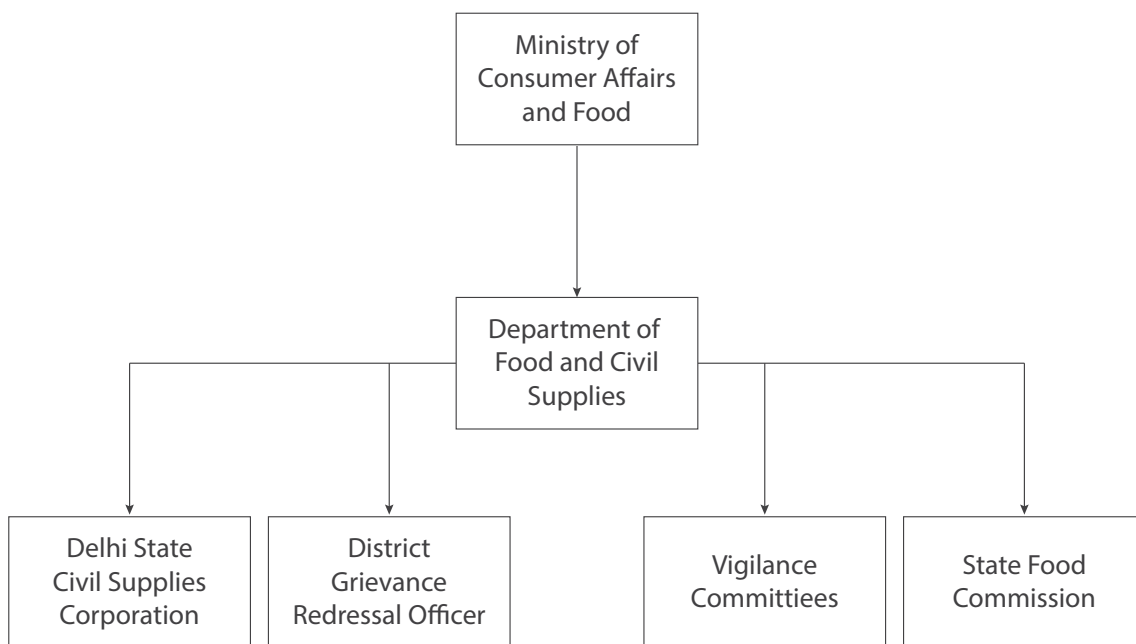 Ministry of
Consumer Affairs
and Food
Department of
Food and Civil
Supplies
Delhi State
Civil Supplies
Corporation
District
Grievance
Redressal Officer
Vigilance
Committiees
State Food
Commission